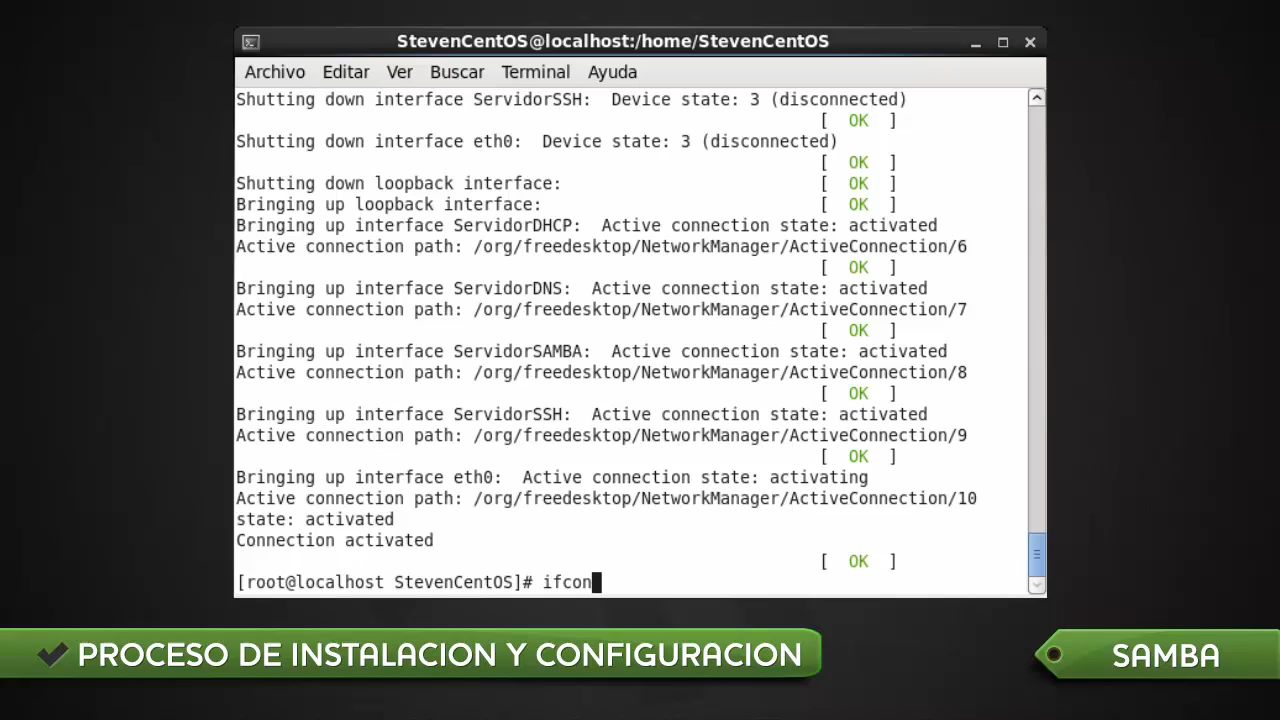 StevenCentOS@localhost:/home/StevenCentOS
Archivo Editar Ver Buscar Terminal Ayuda
Shutting down interface ServidorSSH:  Device state: 3 (disconnected)
[  OK  ]
Shutting down interface eth0:  Device state: 3 (disconnected)
[  OK  ]
Shutting down loopback interface: [  OK  ]
Bringing up loopback interface: [  OK  ]
Bringing up interface ServidorDHCP:  Active connection state: activated
Active connection path: /org/freedesktop/NetworkManager/ActiveConnection/6
[  OK  ]
Bringing up interface ServidorDNS:  Active connection state: activated
Active connection path: /org/freedesktop/NetworkManager/ActiveConnection/7
[  OK  ]
Bringing up interface ServidorSAMBA:  Active connection state: activated
Active connection path: /org/freedesktop/NetworkManager/ActiveConnection/8
[  OK  ]
Bringing up interface ServidorSSH:  Active connection state: activated
Active connection path: /org/freedesktop/NetworkManager/ActiveConnection/9
[  OK  ]
Bringing up interface eth0:  Active connection state: activating
Active connection path: /org/freedesktop/NetworkManager/ActiveConnection/10
state: activated
Connection activated
[  OK  ]
[root@localhost StevenCentOS]# ifcon
PROCESO DE INSTALACION Y CONFIGURACION
SAMBA